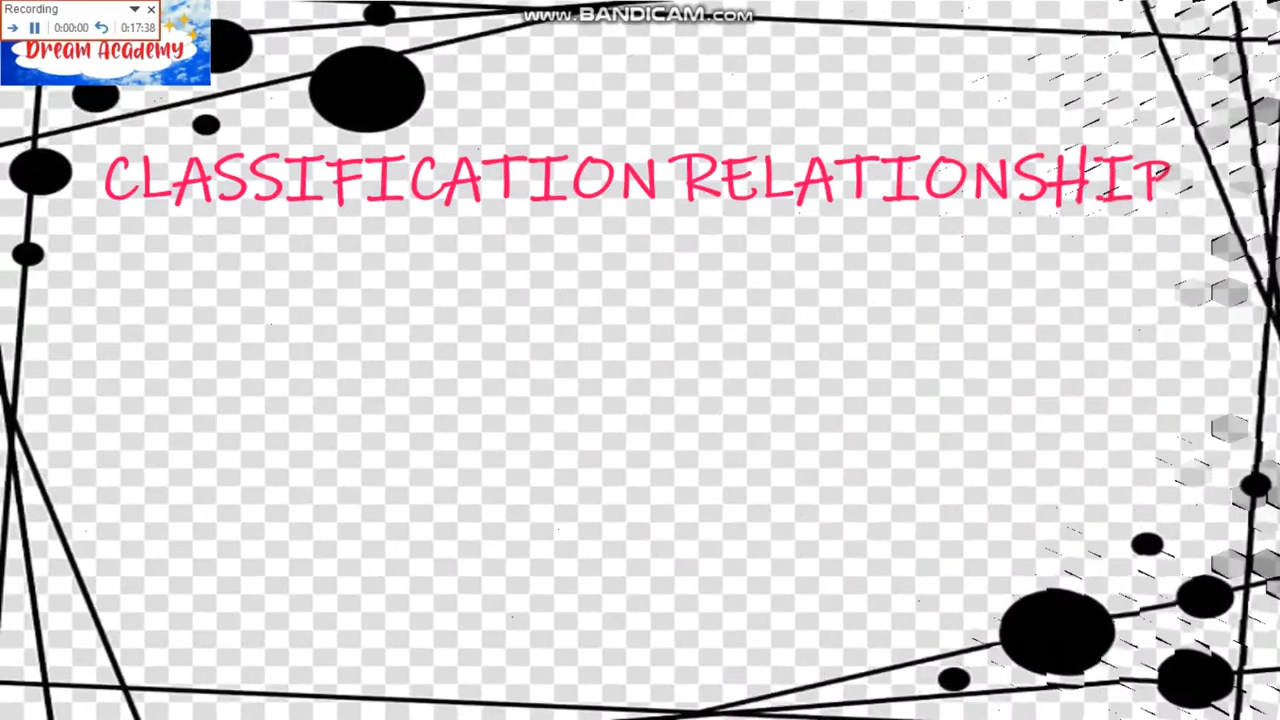 www.BANDICAM.com
Recording
0:00:00 0:17:38
Dream Academy
CLASSIFICATION RELATIONSHIP